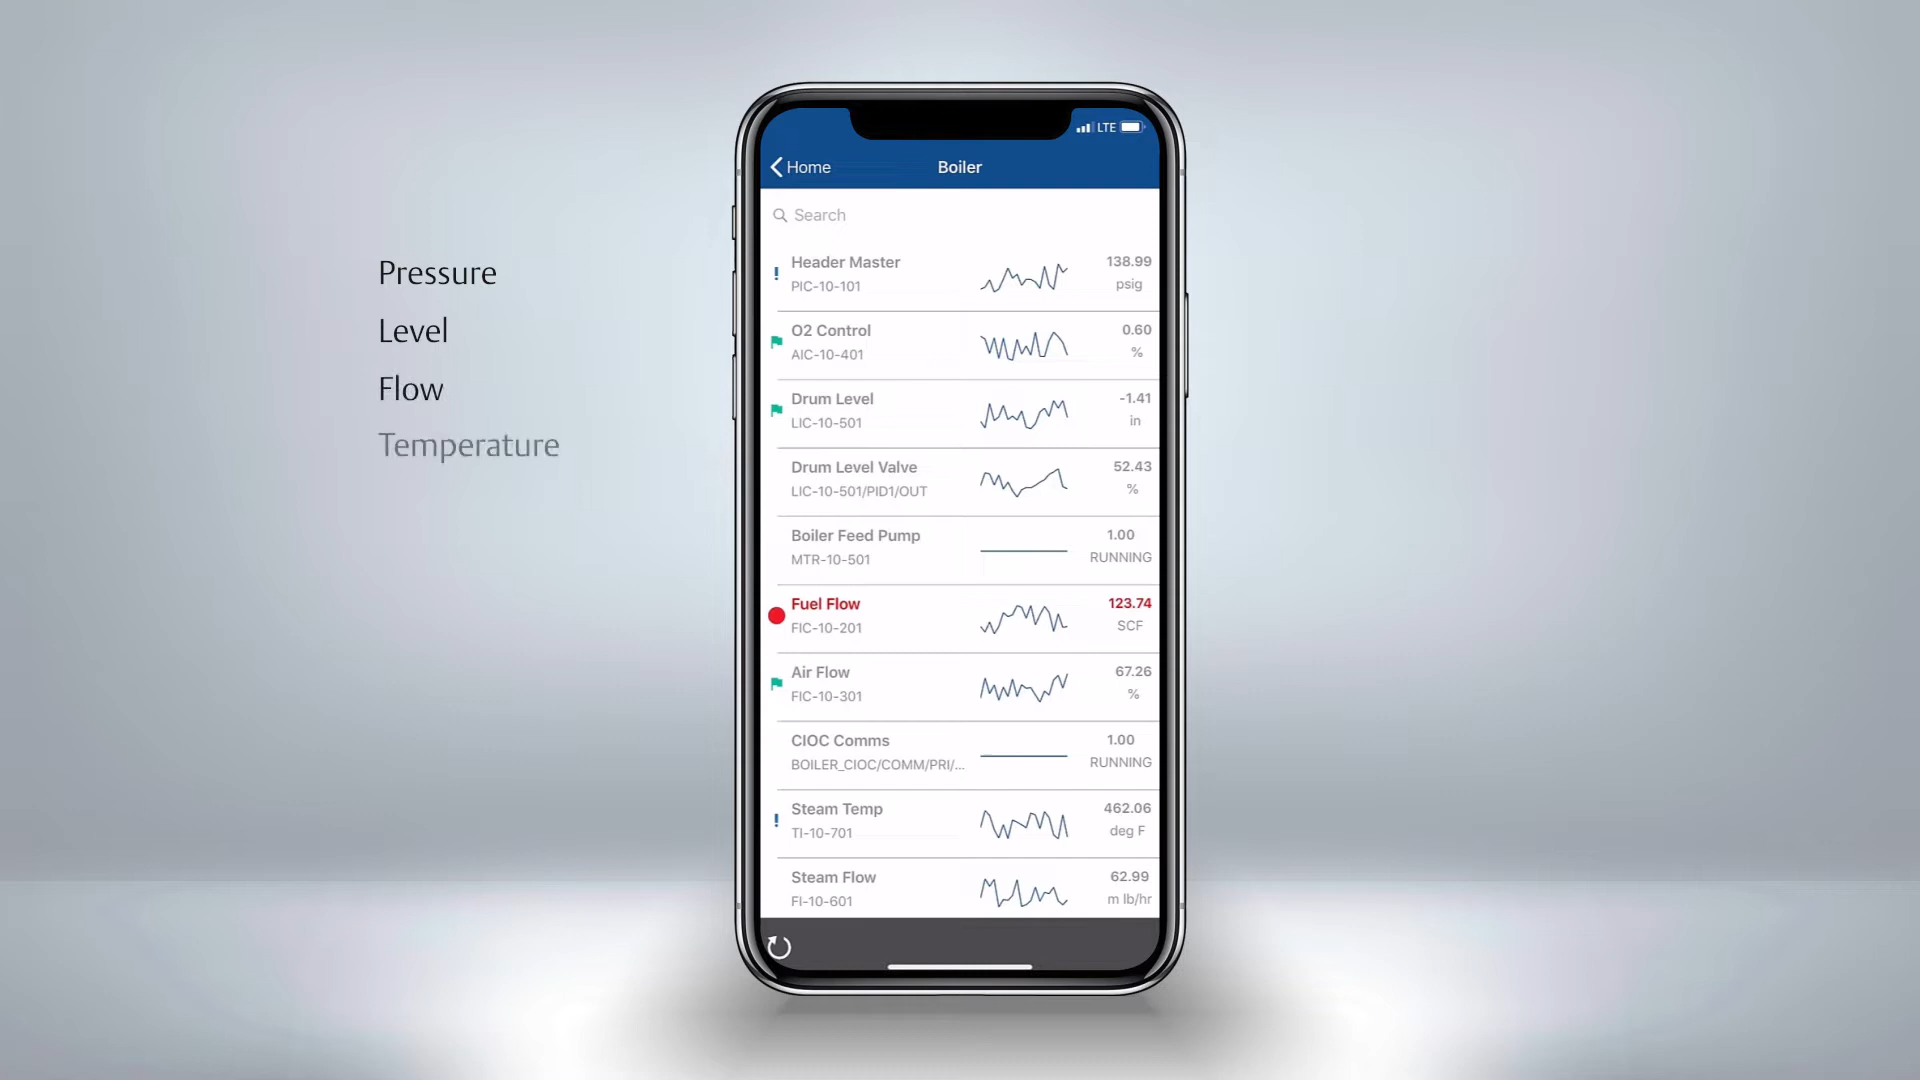 Pressure
Level
Flow
Temperature
LTE
Home
Boiler
Search
Header Master
PIC-10-101
138.99
psig
O2 Control
AIC-10-401
0.60
%
Drum Level
LIC-10-501
-1.41
in
Drum Level Valve
LIC-10-501/PID1/OUT
52.43
%
Boiler Feed Pump
MTR-10-501
1.00
RUNNING
Fuel Flow
FIC-10-201
123.74
SCF
Air Flow
FIC-10-301
67.26
%
CIOC Comms
BOILER_CIOC/COMM/PRI/...
1.00
RUNNING
Steam Temp
TI-10-701
462.06
deg F
Steam Flow
FI-10-601
62.99
m lb/hr